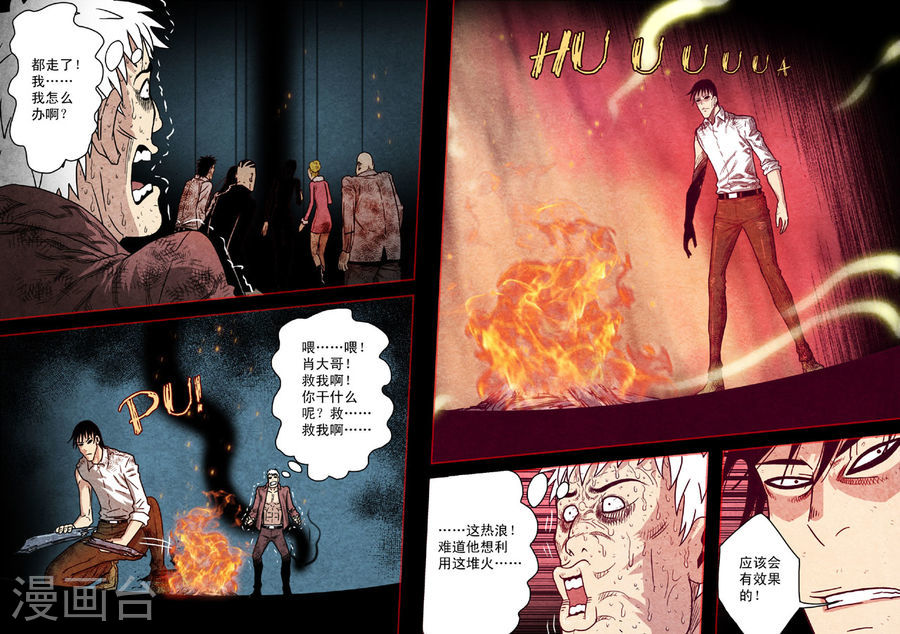 都走了！
我……
我怎么
办啊？
PU!
喂……喂！
肖大哥！
救我啊！
你干什么
呢？救……
救我啊……
HUUUUUA
……这热浪！
难道他想利
用这堆火……
应该会
有效果
的！
漫画台